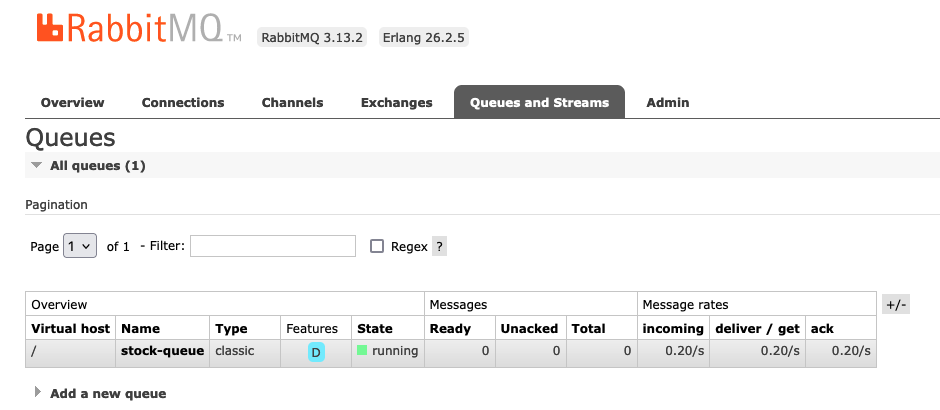 RabbitMQ TM RabbitMQ 3.13.2 Erlang 26.2.5
Overview Connections Channels Exchanges Queues and Streams Admin
Queues
All queues (1)
Pagination
Page 1 of 1 - Filter: Regex ?
Overview Messages Message rates +/-
Virtual host Name Type Features State Ready Unacked Total incoming deliver / get ack
/ stock-queue classic D running 0 0 0 0.20/s 0.20/s 0.20/s
Add a new queue